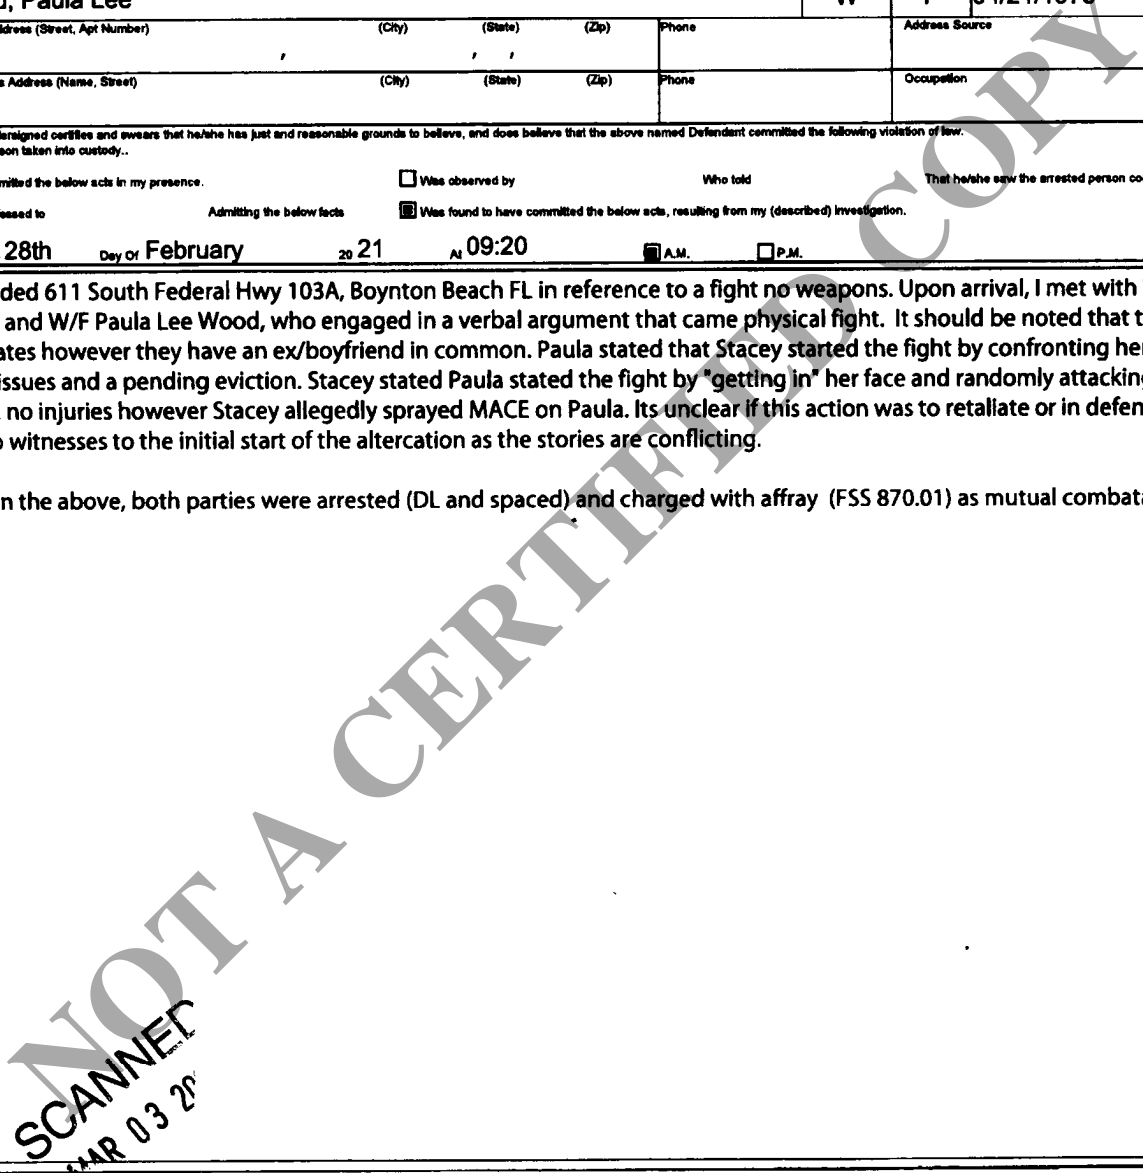 Paula Lee
(Street, Apt Number) (City) (State) (Zip) Phone Address Source
, , ,
Address (Name, Street) (City) (State) (Zip) Phone Occupation
certifies and swears that he/she has just and reasonable grounds to believe, and does believe that the above named Defendant committed the following violation of law.
taken into custody..
the below acts in my presence. Was observed by Who told That he/she saw the arrested person
to Admitting the below facts Was found to have committed the below acts, resulting from my (described) investigation.
28th Day Of February 20 21 At 09:20 A.M. P.M.
ded 611 South Federal Hwy 103A, Boynton Beach FL in reference to a fight no weapons. Upon arrival, I met with
and W/F Paula Lee Wood, who engaged in a verbal argument that came physical fight. It should be noted that t
ates however they have an ex/boyfriend in common. Paula stated that Stacey started the fight by confronting her
issues and a pending eviction. Stacey stated Paula stated the fight by "getting in" her face and randomly attacking
no injuries however Stacey allegedly sprayed MACE on Paula. Its unclear if this action was to retaliate or in defen
witnesses to the initial start of the altercation as the stories are conflicting.
n the above, both parties were arrested (DL and spaced) and charged with affray (FSS 870.01) as mutual combata
NOT A CERTIFIED COPY
SCANNED
MAR 03 20